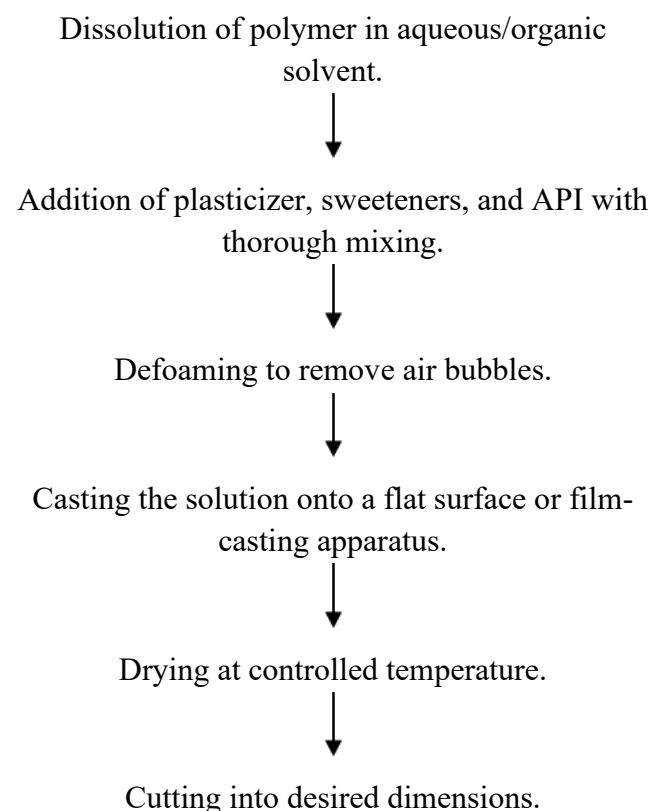 Dissolution of polymer in aqueous/organic
solvent.
Addition of plasticizer, sweeteners, and API with
thorough mixing.
Defoaming to remove air bubbles.
Casting the solution onto a flat surface or film-
casting apparatus.
Drying at controlled temperature.
Cutting into desired dimensions.